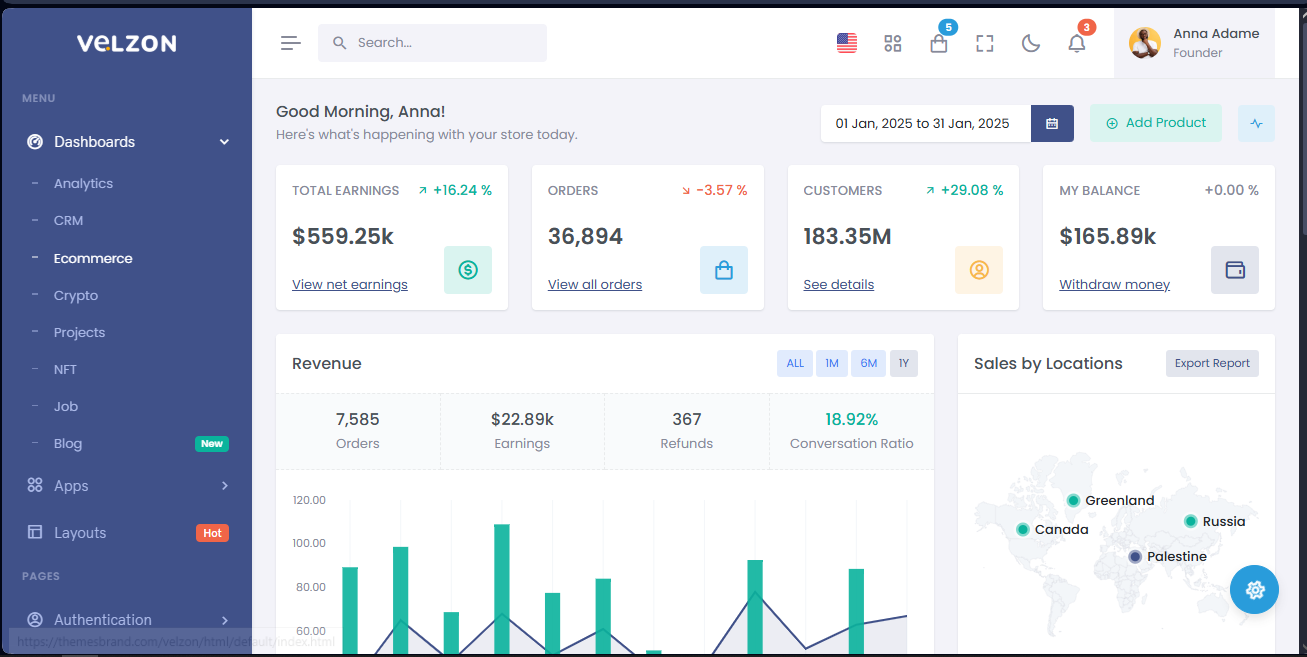 VELZON
Search...
5
3
Anna Adame
Founder
MENU
Dashboards
Analytics
CRM
Ecommerce
Crypto
Projects
NFT
Job
Blog
New
Apps
Layouts
Hot
PAGES
Authentication
https://themesbrand.com/velzon/html/default/index.html
Good Morning, Anna!
Here's what's happening with your store today.
01 Jan, 2025 to 31 Jan, 2025
Add Product
TOTAL EARNINGS
+16.24 %
$559.25k
View net earnings
ORDERS
-3.57 %
36,894
View all orders
CUSTOMERS
+29.08 %
183.35M
See details
MY BALANCE
+0.00 %
$165.89k
Withdraw money
Revenue
ALL
1M
6M
1Y
7,585
Orders
$22.89k
Earnings
367
Refunds
18.92%
Conversation Ratio
120.00
100.00
80.00
60.00
Sales by Locations
Export Report
Greenland
Canada
Russia
Palestine